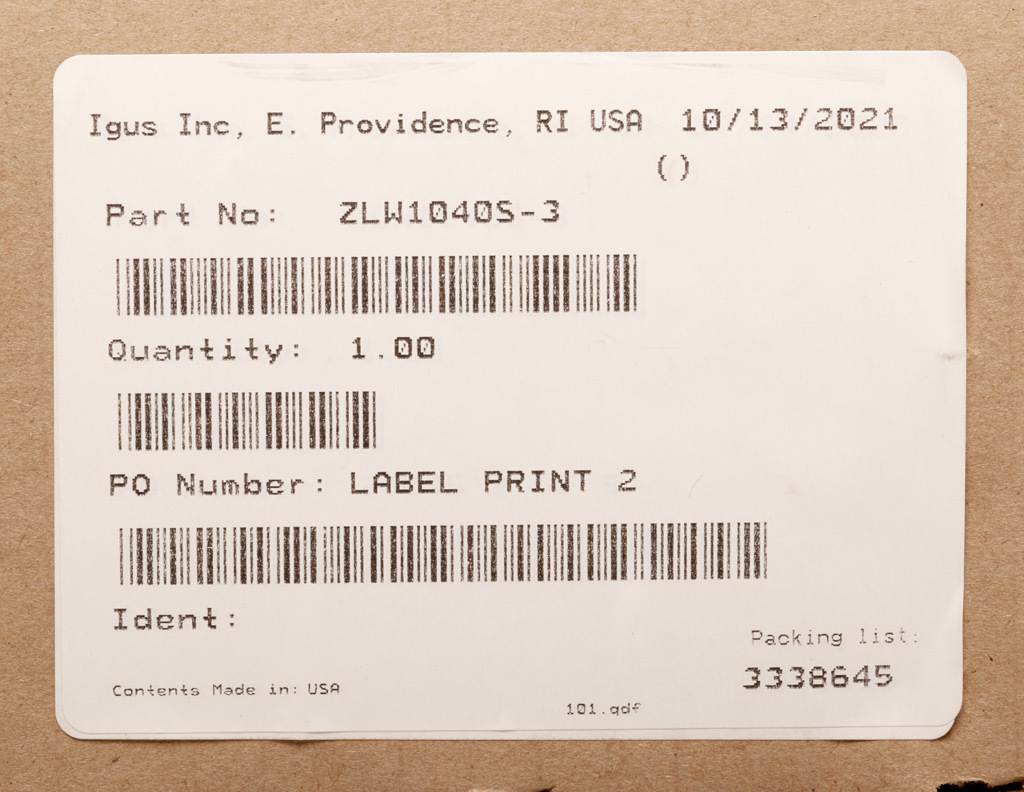 Igus Inc, E. Providence, RI USA 10/13/2021
()
Part No: ZLW1040S-3
Quantity: 1.00
PO Number: LABEL PRINT 2
Ident:
Packing list:
3338645
Contents Made in: USA
101.qdf